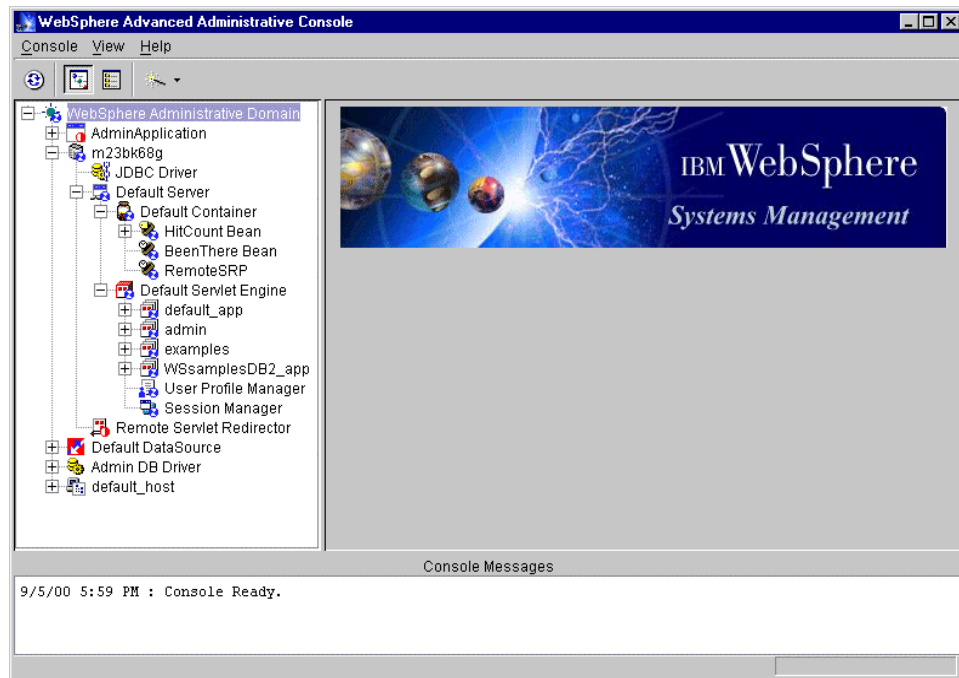 WebSphere Advanced Administrative Console
Console View Help
WebSphere Administrative Domain
AdminApplication
m23bk68g
JDBC Driver
Default Server
Default Container
HitCount Bean
BeenThere Bean
RemoteSRP
Default Servlet Engine
default_app
admin
examples
WSsamplesDB2_app
User Profile Manager
Session Manager
Remote Servlet Redirector
Default DataSource
Admin DB Driver
default_host
IBM WebSphere
Systems Management
Console Messages
9/5/00 5:59 PM : Console Ready.